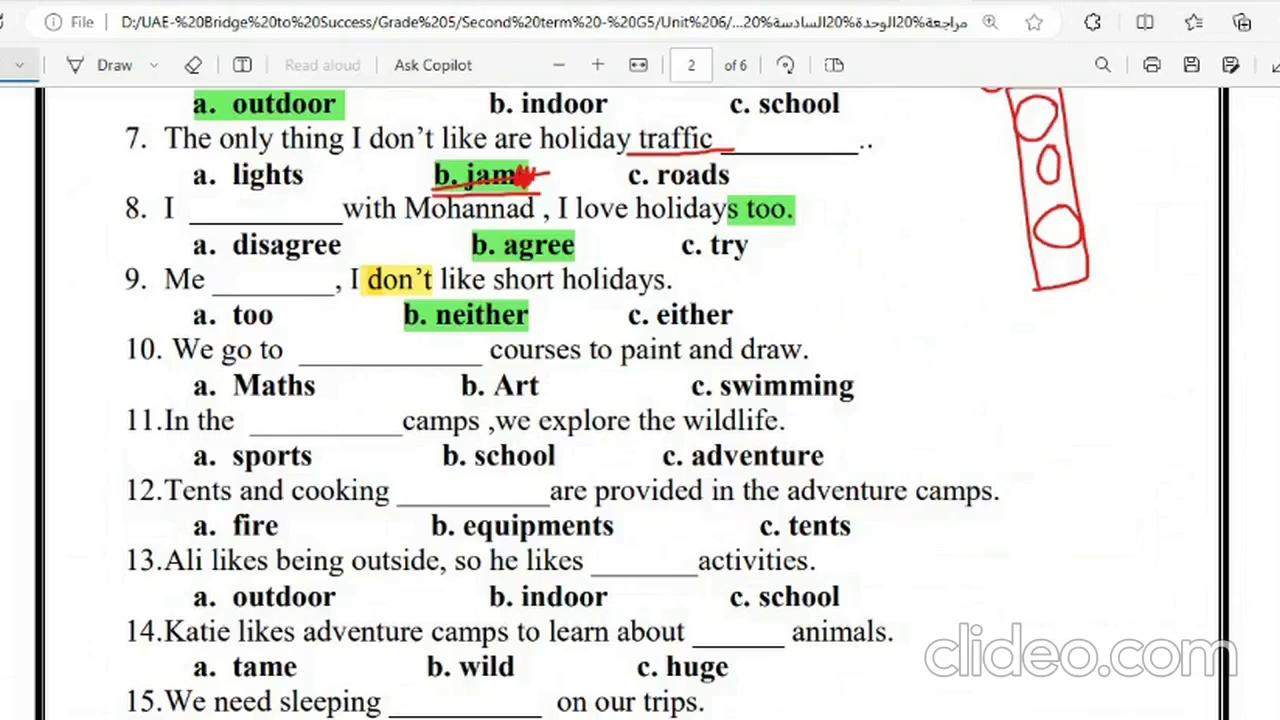 File D:/UAE-%20Bridge%20to%20Success/Grade%205/Second%20term%20-%20G5/Unit%206/...مراجعة%20الوحدة%20السادسة%20
Draw Read aloud Ask Copilot 2 of 6
a. outdoor b. indoor c. school
7. The only thing I don't like are holiday traffic __________..
a. lights b. jam c. roads
8. I ___________with Mohannad , I love holidays too.
a. disagree b. agree c. try
9. Me _________, I don't like short holidays.
a. too b. neither c. either
10. We go to _____________ courses to paint and draw.
a. Maths b. Art c. swimming
11.In the ___________camps ,we explore the wildlife.
a. sports b. school c. adventure
12.Tents and cooking ___________are provided in the adventure camps.
a. fire b. equipments c. tents
13.Ali likes being outside, so he likes _______activities.
a. outdoor b. indoor c. school
14.Katie likes adventure camps to learn about ______ animals.
a. tame b. wild c. huge
15.We need sleeping ___________ on our trips.
clideo.com